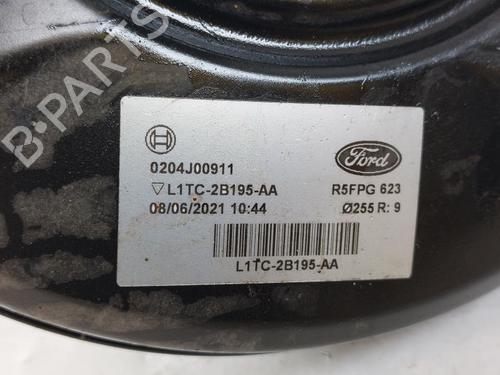 Ford
0204J00911
▽L1TC-2B195-AA R5FPG 623
08/06/2021 10:44 Ø255 R: 9
L1TC-2B195-AA
B-PARTS